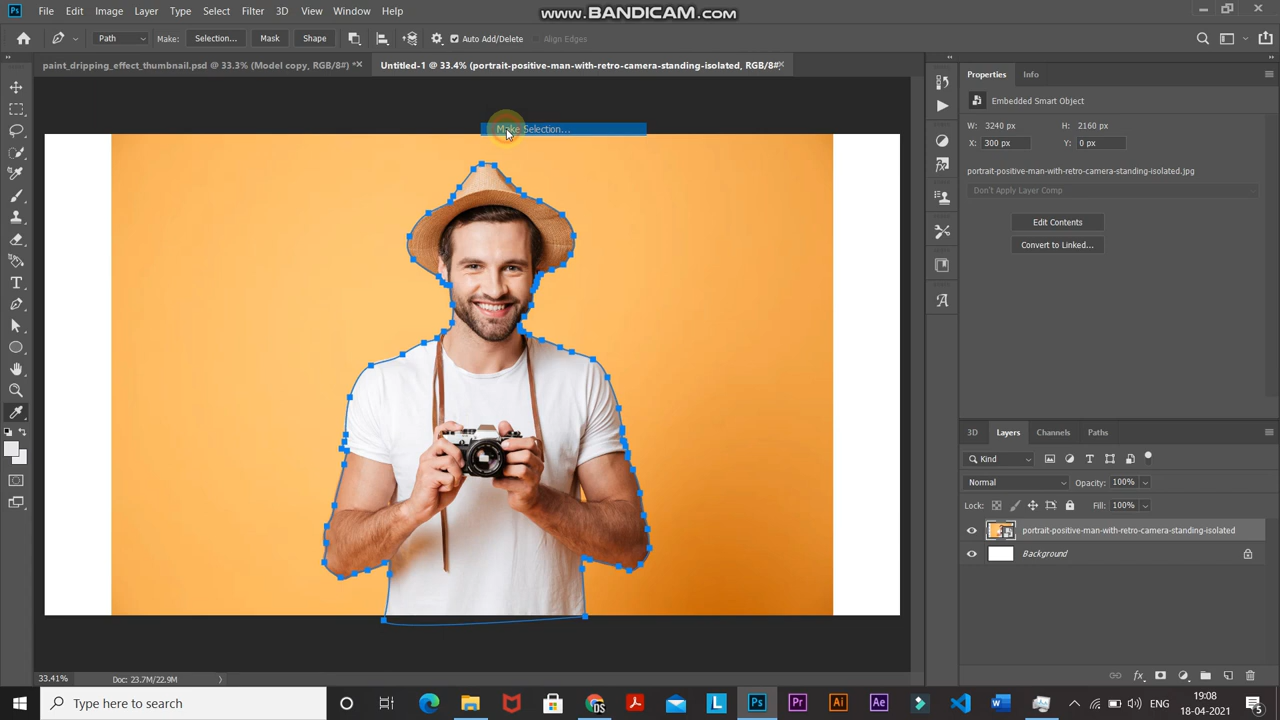 File Edit Image Layer Type Select Filter 3D View Window Help
www.BANDICAM.com
Path Make: Selection... Mask Shape Auto Add/Delete Align Edges
paint_dripping_effect_thumbnail.psd @ 33.3% (Model copy, RGB/8#) *
Untitled-1 @ 33.4% (portrait-positive-man-with-retro-camera-standing-isolated, RGB/8#
Make Selection...
Properties Info
Embedded Smart Object
W: 3240 px H: 2160 px
X: 300 px Y: 0 px
portrait-positive-man-with-retro-camera-standing-isolated.jpg
Don't Apply Layer Comp
Edit Contents
Convert to Linked...
3D Layers Channels Paths
Kind
Normal Opacity: 100%
Lock: Fill: 100%
portrait-positive-man-with-retro-camera-standing-isolated
Background
33.41% Doc: 23.7M/22.9M
Type here to search
Ps Pr Ai Ae
ENG 19:08
IN 18-04-2021
5